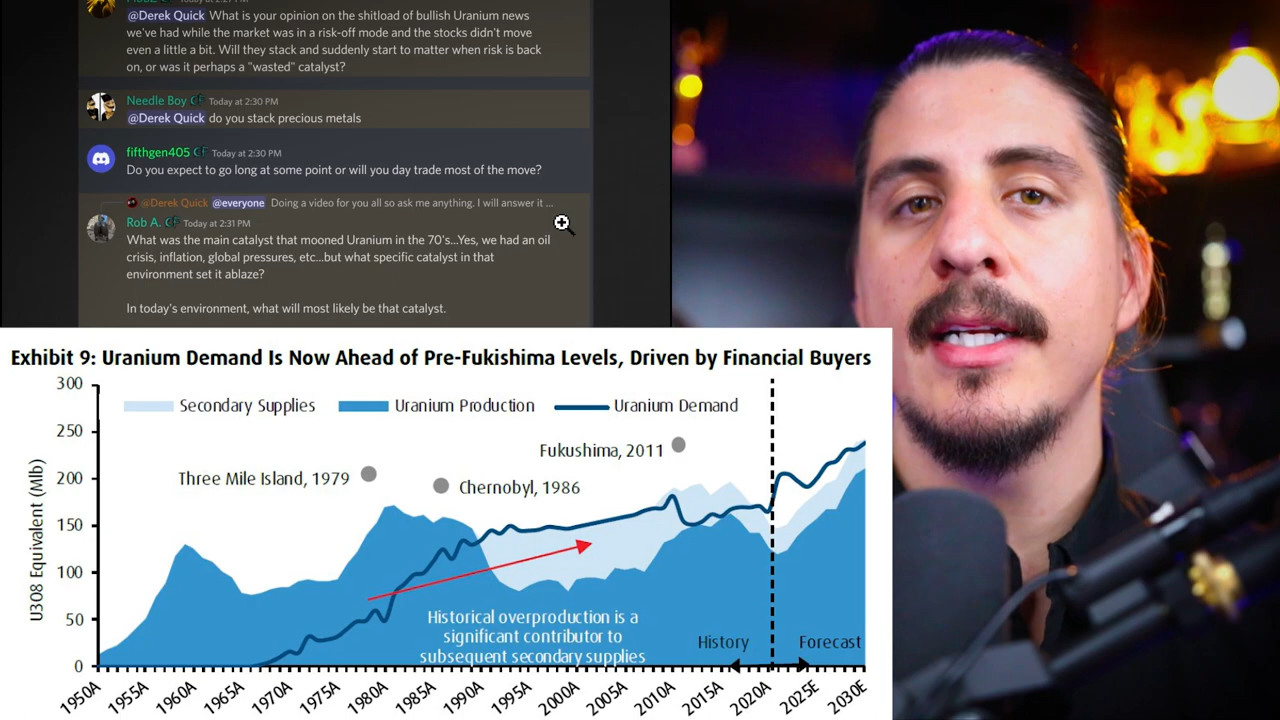 Today at 2:27 PM
@Derek Quick What is your opinion on the shitload of bullish Uranium news
we've had while the market was in a risk-off mode and the stocks didn't move
even a little a bit. Will they stack and suddenly start to matter when risk is back
on, or was it perhaps a "wasted" catalyst?
Needle Boy CF Today at 2:30 PM
@Derek Quick do you stack precious metals
fifthgen405 CF Today at 2:30 PM
Do you expect to go long at some point or will you day trade most of the move?
@Derek Quick @everyone Doing a video for you all so ask me anything. I will answer it ...
Rob A. CF Today at 2:31 PM
What was the main catalyst that mooned Uranium in the 70's...Yes, we had an oil
crisis, inflation, global pressures, etc...but what specific catalyst in that
environment set it ablaze?
In today's environment, what will most likely be that catalyst.
Exhibit 9: Uranium Demand Is Now Ahead of Pre-Fukishima Levels, Driven by Financial Buyers
U308 Equivalent (Mlb)
300
250
200
150
100
50
0
Secondary Supplies
Uranium Production
Uranium Demand
Fukushima, 2011
Three Mile Island, 1979
Chernobyl, 1986
Historical overproduction is a
significant contributor to
subsequent secondary supplies
History
Forecast
1950A
1955A
1960A
1965A
1970A
1975A
1980A
1985A
1990A
1995A
2000A
2005A
2010A
2015A
2020A
2025E
2030E